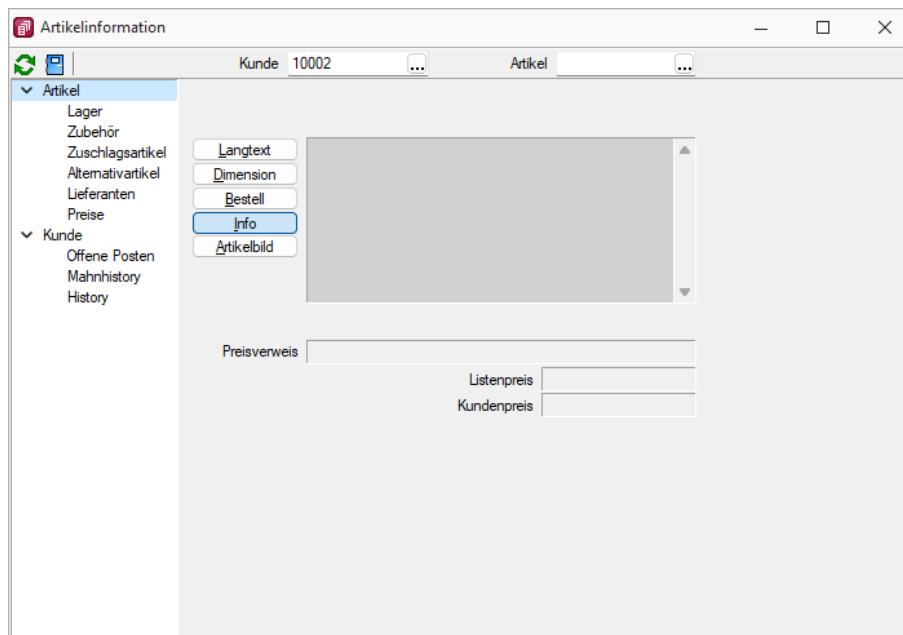 Artikelinformation
Kunde 10002 ... Artikel ...
Artikel
Lager
Zubehör
Zuschlagsartikel
Alternativartikel
Lieferanten
Preise
Kunde
Offene Posten
Mahnhistory
History
Langtext
Dimension
Bestell
Info
Artikelbild
Preisverweis
Listenpreis
Kundenpreis